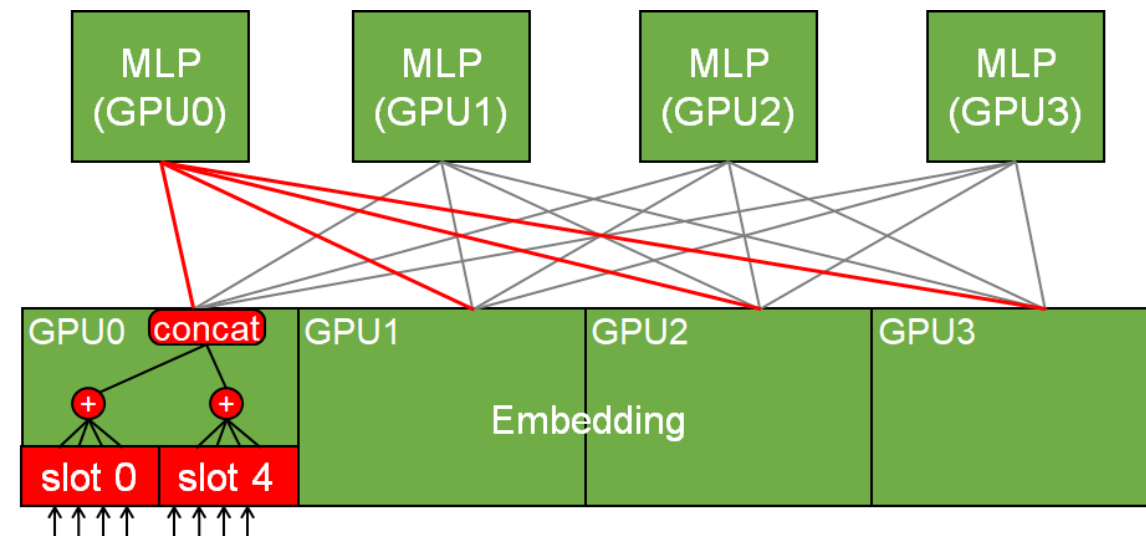 MLP
(GPU0)
MLP
(GPU1)
MLP
(GPU2)
MLP
(GPU3)
GPU0
concat
GPU1
GPU2
GPU3
+
+
Embedding
slot 0
slot 4